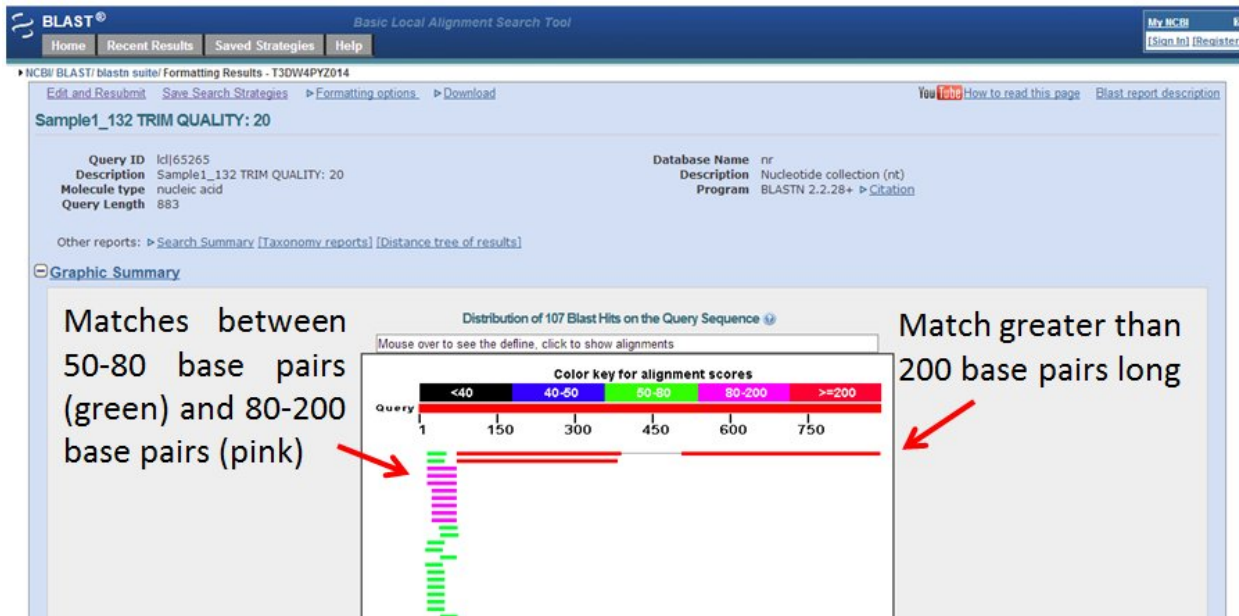 BLAST®
Basic Local Alignment Search Tool
My NCBI
Home Recent Results Saved Strategies Help
[Sign In] [Register
NCBI/ BLAST/ blastn suite/ Formatting Results - T3DW4PYZ014
Edit and Resubmit Save Search Strategies Formatting options Download
YouTube How to read this page Blast report description
Sample1_132 TRIM QUALITY: 20
Query ID lcl|65265
Description Sample1_132 TRIM QUALITY: 20
Molecule type nucleic acid
Query Length 883
Database Name nr
Description Nucleotide collection (nt)
Program BLASTN 2.2.28+ Citation
Other reports: Search Summary [Taxonomy reports] [Distance tree of results]
Graphic Summary
Matches between
50-80 base pairs
(green) and 80-200
base pairs (pink)
Distribution of 107 Blast Hits on the Query Sequence
Mouse over to see the defline, click to show alignments
Color key for alignment scores
<40 40-50 50-80 80-200 >=200
Query
1 150 300 450 600 750
Match greater than
200 base pairs long